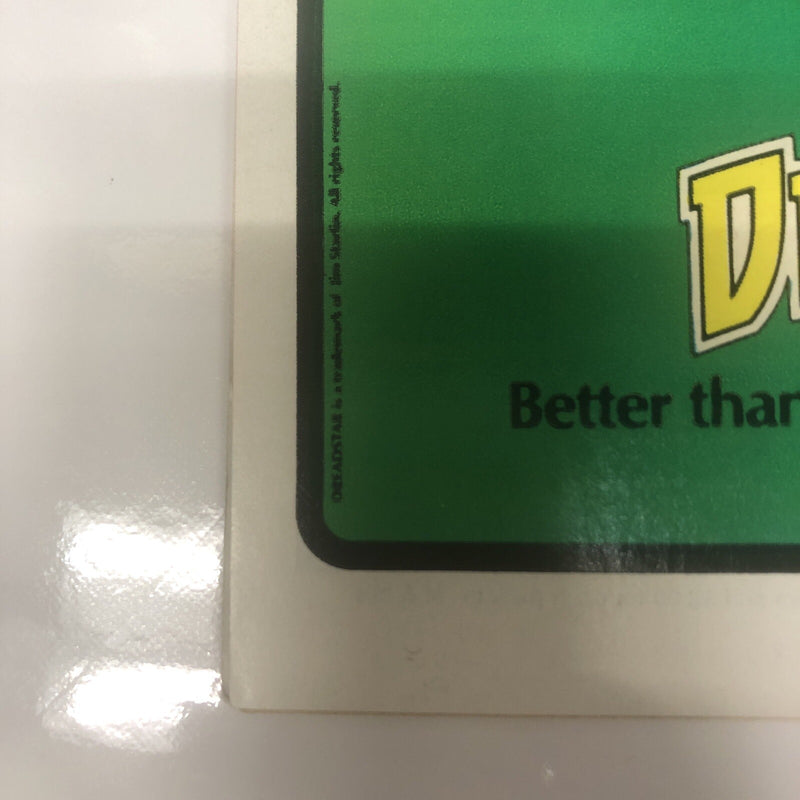 DREADSTAR is a trademark of Jim Starlin. All rights reserved.
D
Better than